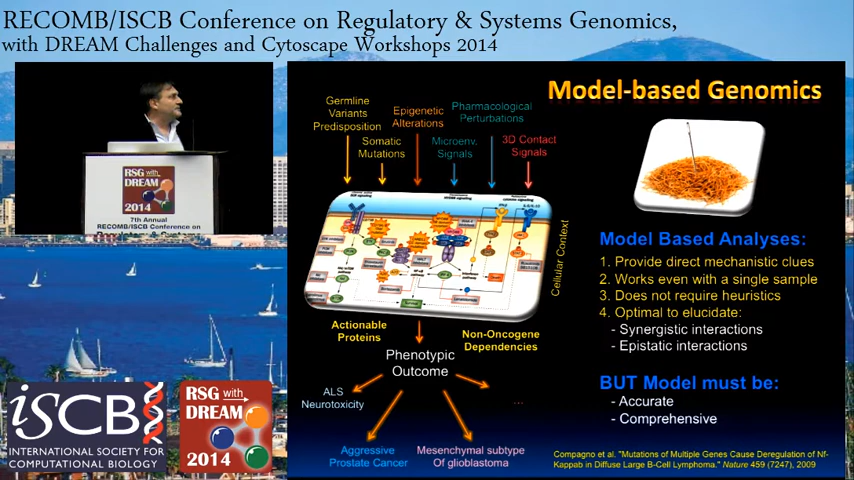 RECOMB/ISCB Conference on Regulatory & Systems Genomics,
with DREAM Challenges and Cytoscape Workshops 2014
RSG with
DREAM
2014
7th Annual
RECOMB/ISCB Conference on
iSCB
INTERNATIONAL SOCIETY FOR
COMPUTATIONAL BIOLOGY
RSG with
DREAM
2014
Model-based Genomics
Germline
Variants
Predisposition
Somatic
Mutations
Epigenetic
Alterations
Microenv.
Signals
Pharmacological
Perturbations
3D Contact
Signals
Cellular Context
Actionable
Proteins
Non-Oncogene
Dependencies
Phenotypic
Outcome
ALS
Neurotoxicity
...
Aggressive
Prostate Cancer
Mesenchymal subtype
Of glioblastoma
Model Based Analyses:
1. Provide direct mechanistic clues
2. Works even with a single sample
3. Does not require heuristics
4. Optimal to elucidate:
- Synergistic interactions
- Epistatic interactions
BUT Model must be:
- Accurate
- Comprehensive
Compagno et al. "Mutations of Multiple Genes Cause Deregulation of Nf-
Kappab in Diffuse Large B-Cell Lymphoma." Nature 459 (7247), 2009